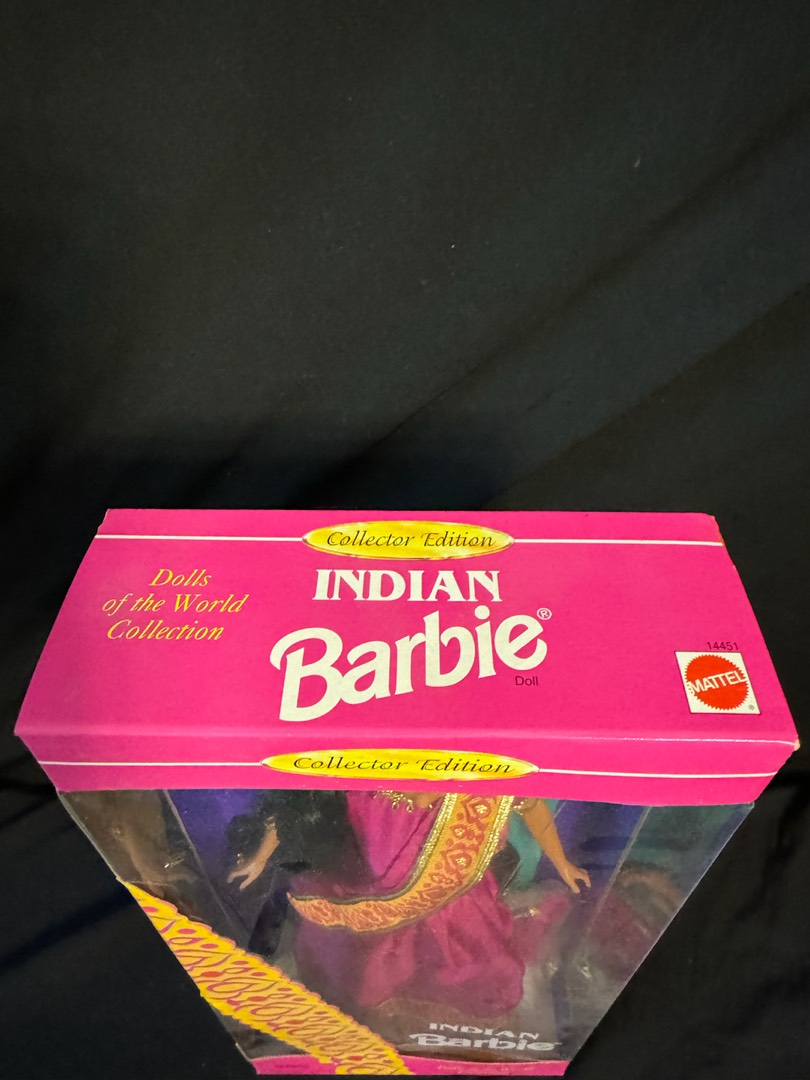 Collector Edition
Dolls
of the World
Collection
INDIAN
Barbie®
Doll
14451
MATTEL
®
Collector Edition
INDIAN
Barbie